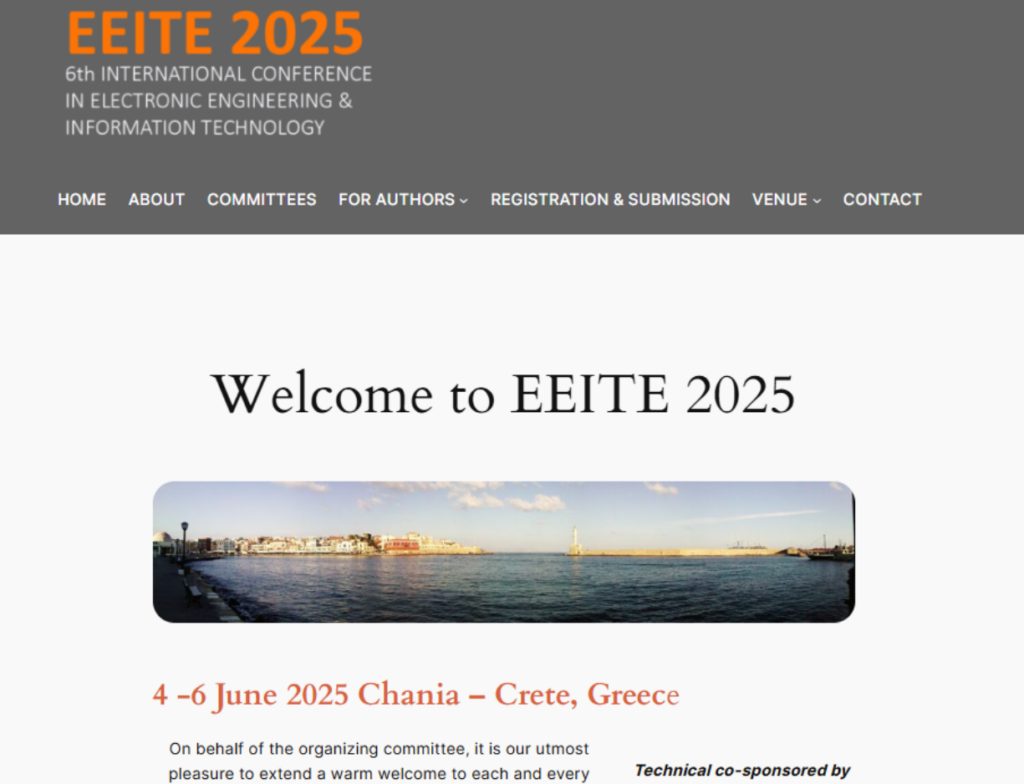 EEITE 2025
6th INTERNATIONAL CONFERENCE
IN ELECTRONIC ENGINEERING &
INFORMATION TECHNOLOGY
HOME ABOUT COMMITTEES FOR AUTHORS REGISTRATION & SUBMISSION VENUE CONTACT
Welcome to EEITE 2025
4 -6 June 2025 Chania – Crete, Greece
On behalf of the organizing committee, it is our utmost
pleasure to extend a warm welcome to each and every
Technical co-sponsored by